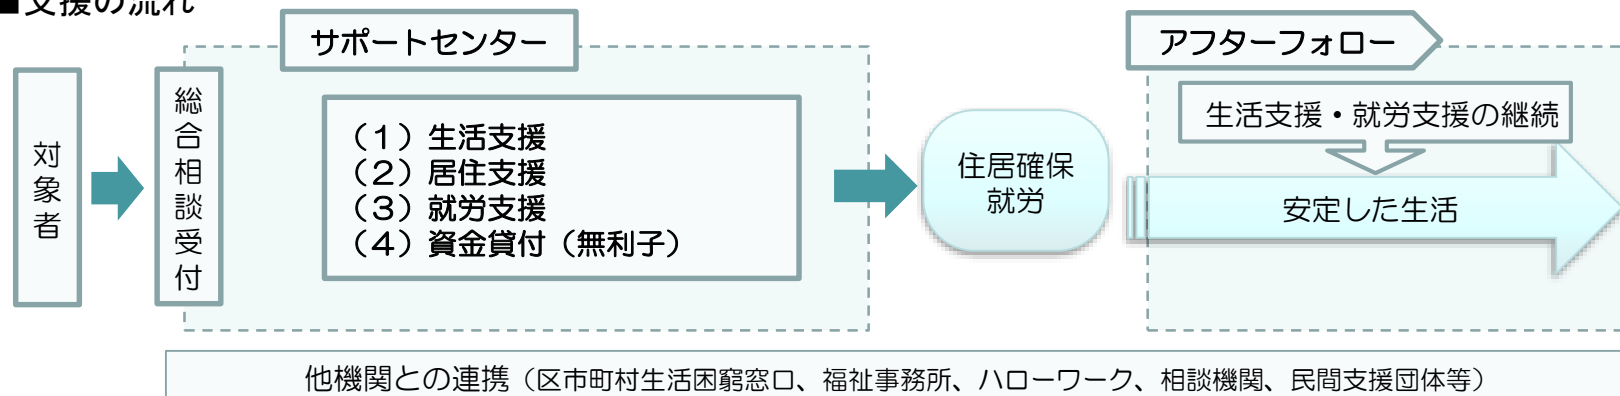 ■支援の流れ
サポートセンター
アフターフォロー
対象者
総合相談受付
（１）生活支援
（２）居住支援
（３）就労支援
（４）資金貸付（無利子）
住居確保
就労
生活支援・就労支援の継続
安定した生活
他機関との連携（区市町村生活困窮窓口、福祉事務所、ハローワーク、相談機関、民間支援団体等）